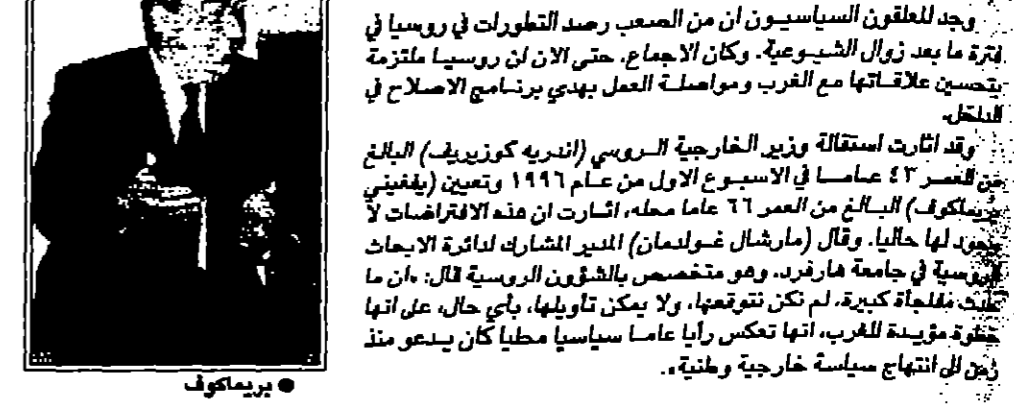 وجد المعلقون السياسيون ان من الصعب رصد التطورات في روسيا في
فترة ما بعد زوال الشيوعية. وكان الاجماع، حتى الان ان روسيا ملتزمة
بتحسين علاقاتها مع الغرب ومواصلة العمل بهدي برنامج الاصلاح في
الداخل.
وقد اثارت استقالة وزير الخارجية الروسي (اندريه كوزيريف) البالغ
من العمر ٤٣ عاما في الاسبوع الاول من عام ١٩٩٦ وتعيين (يفغيني
بريماكوف) البالغ من العمر ٦٦ عاما محله، اثارت ان هذه الافتراضات لا
وجود لها حاليا. وقال (مارشال غولدمان) المدير المشارك لدائرة الابحاث
الروسية في جامعة هارفرد، وهو متخصص بالشؤون الروسية قال: «ان ما
حدث مفاجأة كبيرة، لم نكن نتوقعها، ولا يمكن تأويلها، بأي حال، على انها
خطوة مؤيدة للغرب، انها تعكس رأيا عاما سياسيا محليا كان يدعو منذ
زمن الى انتهاج سياسة خارجية وطنية».
● بريماكوف